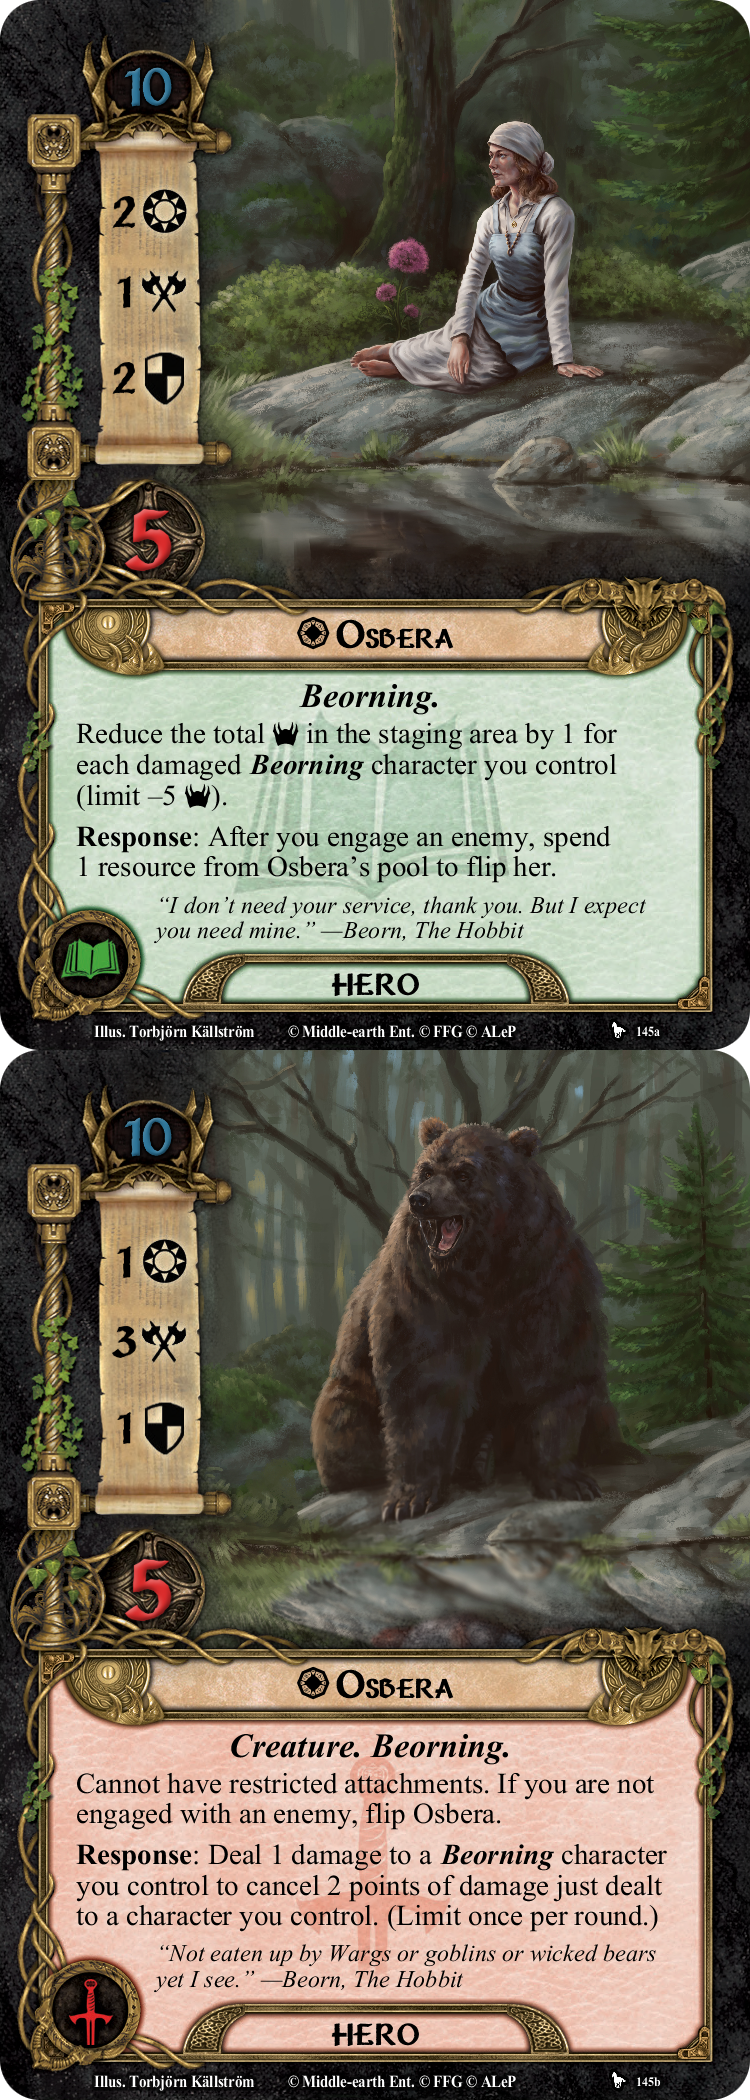 10
2
1
2
5
Osbera
Beorning.
Reduce the total in the staging area by 1 for
each damaged Beorning character you control
(limit –5 ).
Response: After you engage an enemy, spend
1 resource from Osbera's pool to flip her.
“I don't need your service, thank you. But I expect
you need mine.” —Beorn, The Hobbit
HERO
Illus. Torbjörn Källström © Middle-earth Ent. © FFG © ALeP 145a
10
1
3
1
5
Osbera
Creature. Beorning.
Cannot have restricted attachments. If you are not
engaged with an enemy, flip Osbera.
Response: Deal 1 damage to a Beorning character
you control to cancel 2 points of damage just dealt
to a character you control. (Limit once per round.)
“Not eaten up by Wargs or goblins or wicked bears
yet I see.” —Beorn, The Hobbit
HERO
Illus. Torbjörn Källström © Middle-earth Ent. © FFG © ALeP 145b